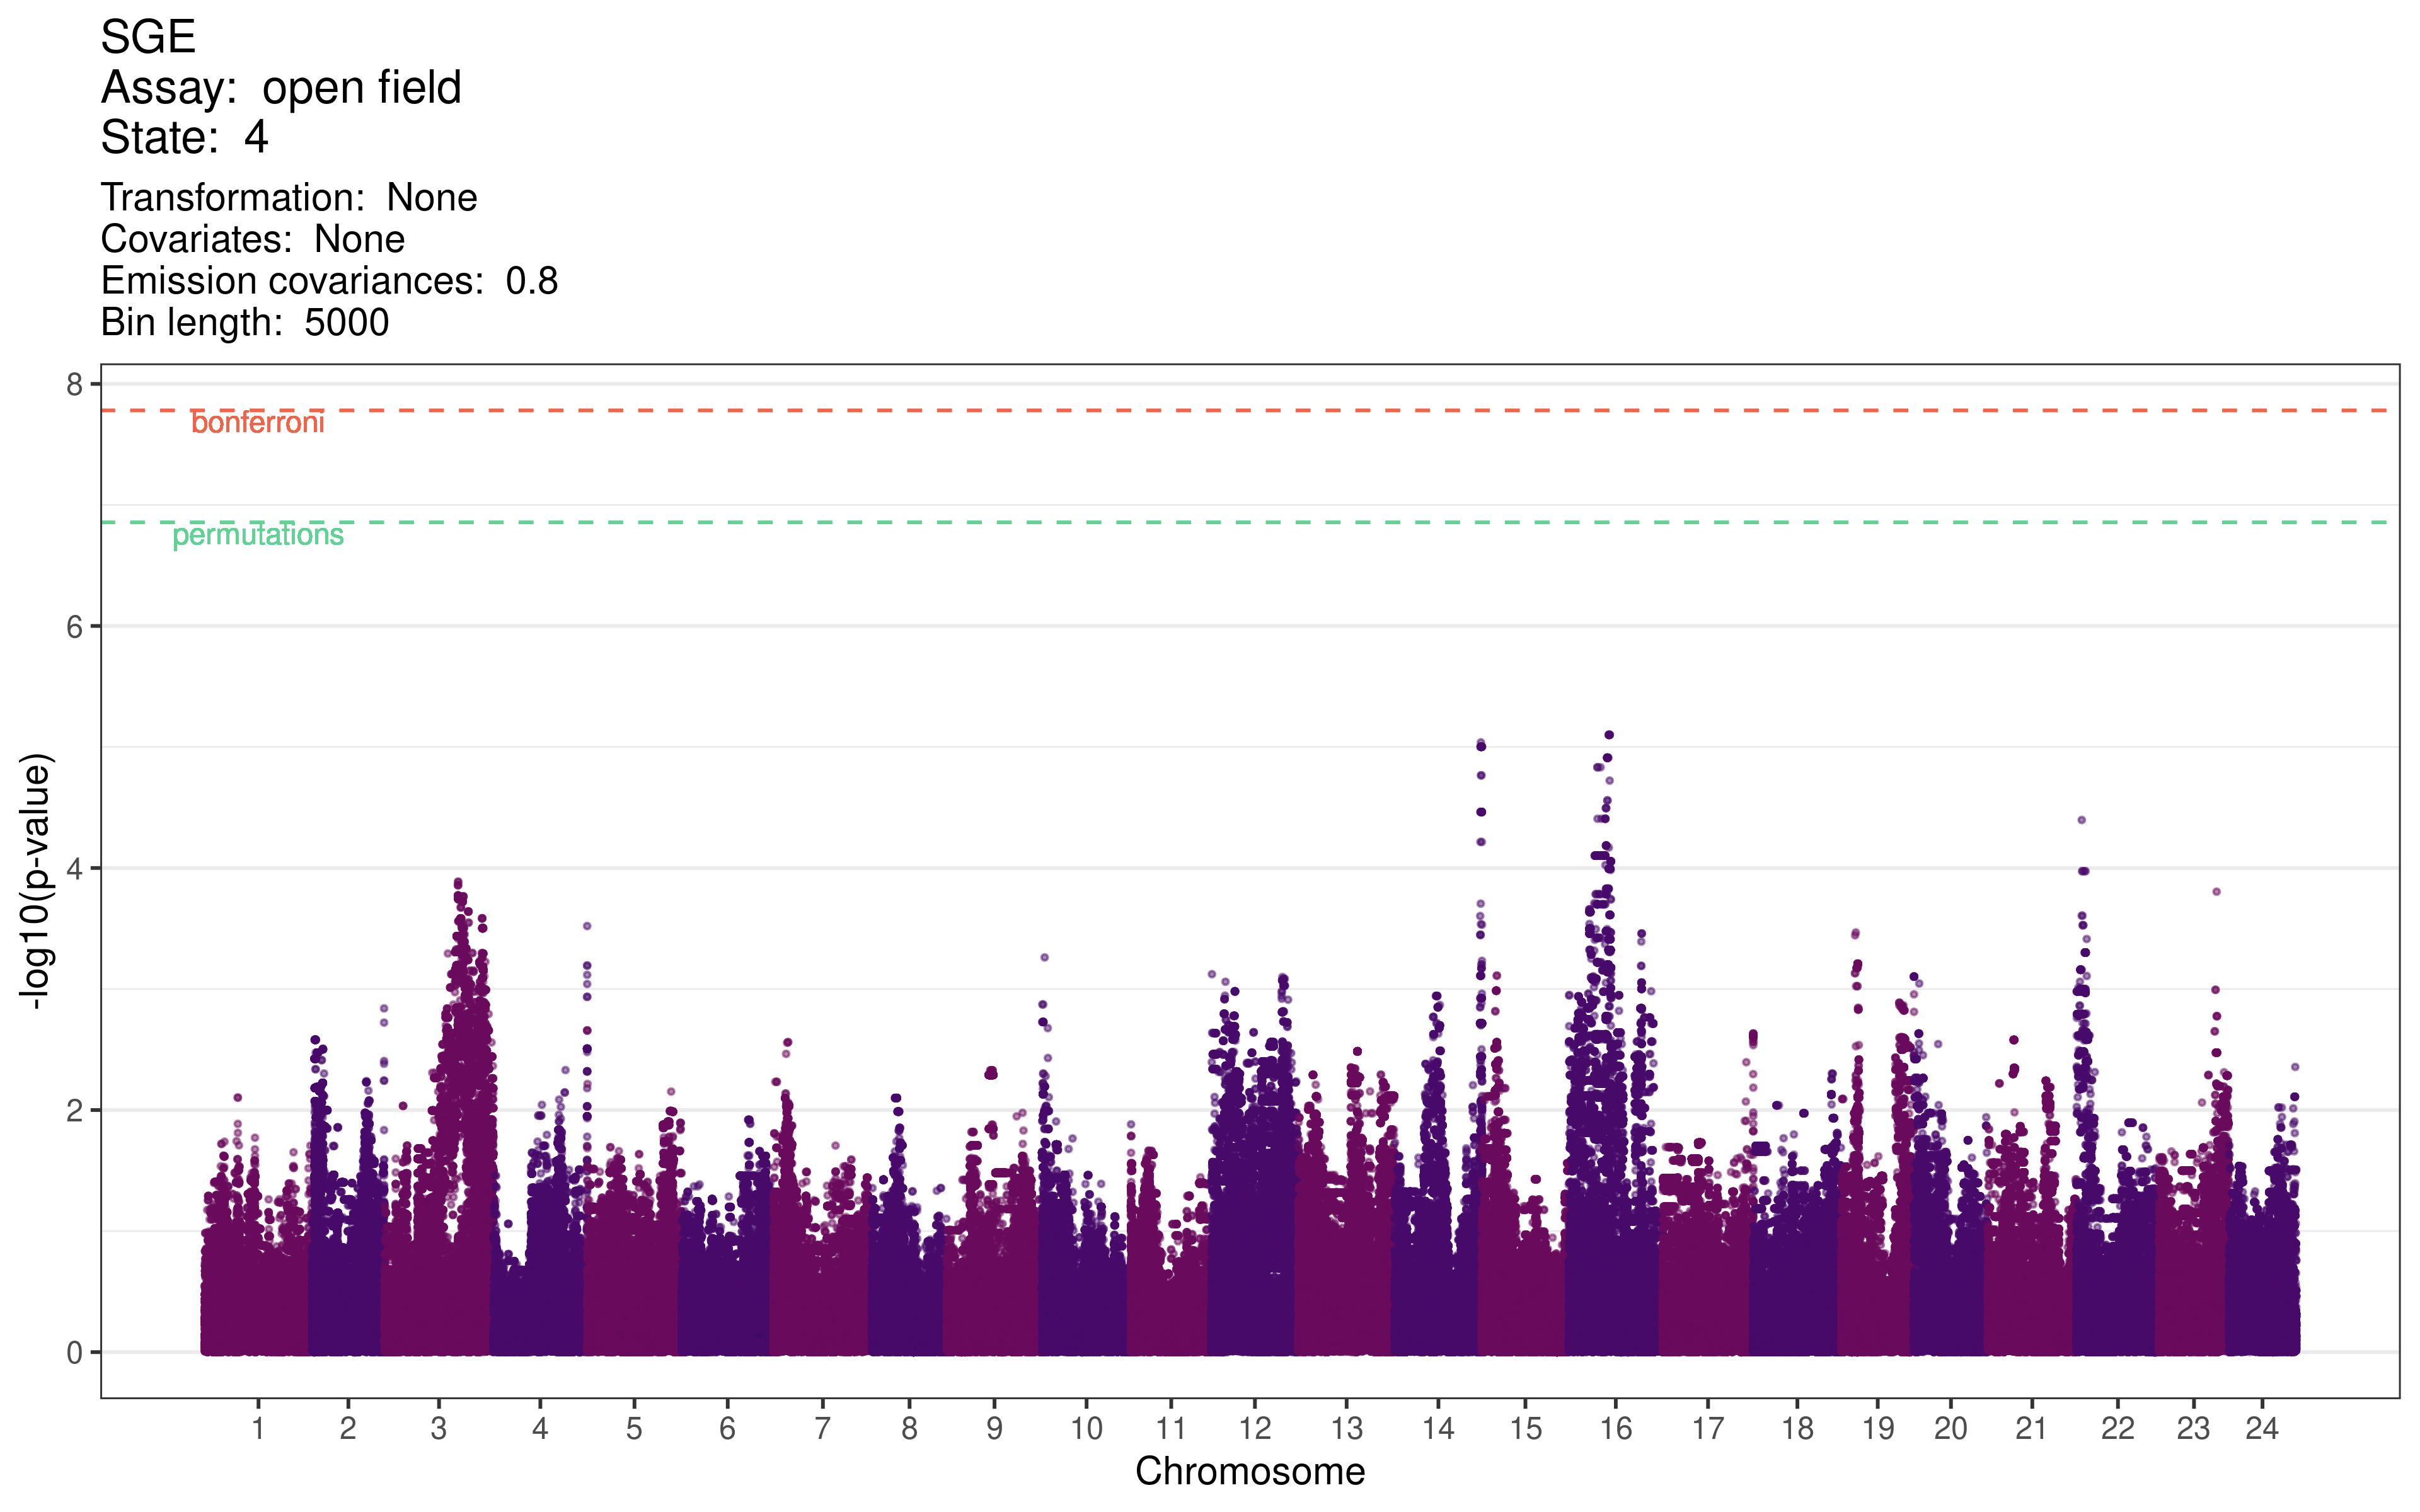 SGE
Assay: open field
State: 4
Transformation: None
Covariates: None
Emission covariances: 0.8
Bin length: 5000
8
bonferroni
permutations
6
4
2
0
-log10(p-value)
1 2 3 4 5 6 7 8 9 10 11 12 13 14 15 16 17 18 19 20 21 22 23 24
Chromosome